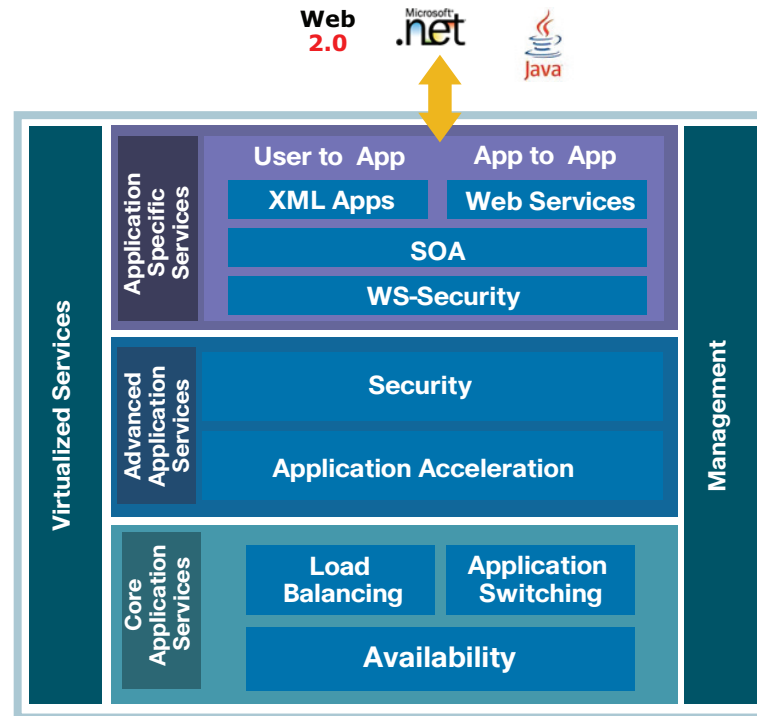 Web
2.0
Microsoft
.net
Java
Virtualized Services
Application
Specific
Services
User to App
App to App
XML Apps
Web Services
SOA
WS-Security
Advanced
Application
Services
Security
Application Acceleration
Core
Application
Services
Load
Balancing
Application
Switching
Availability
Management